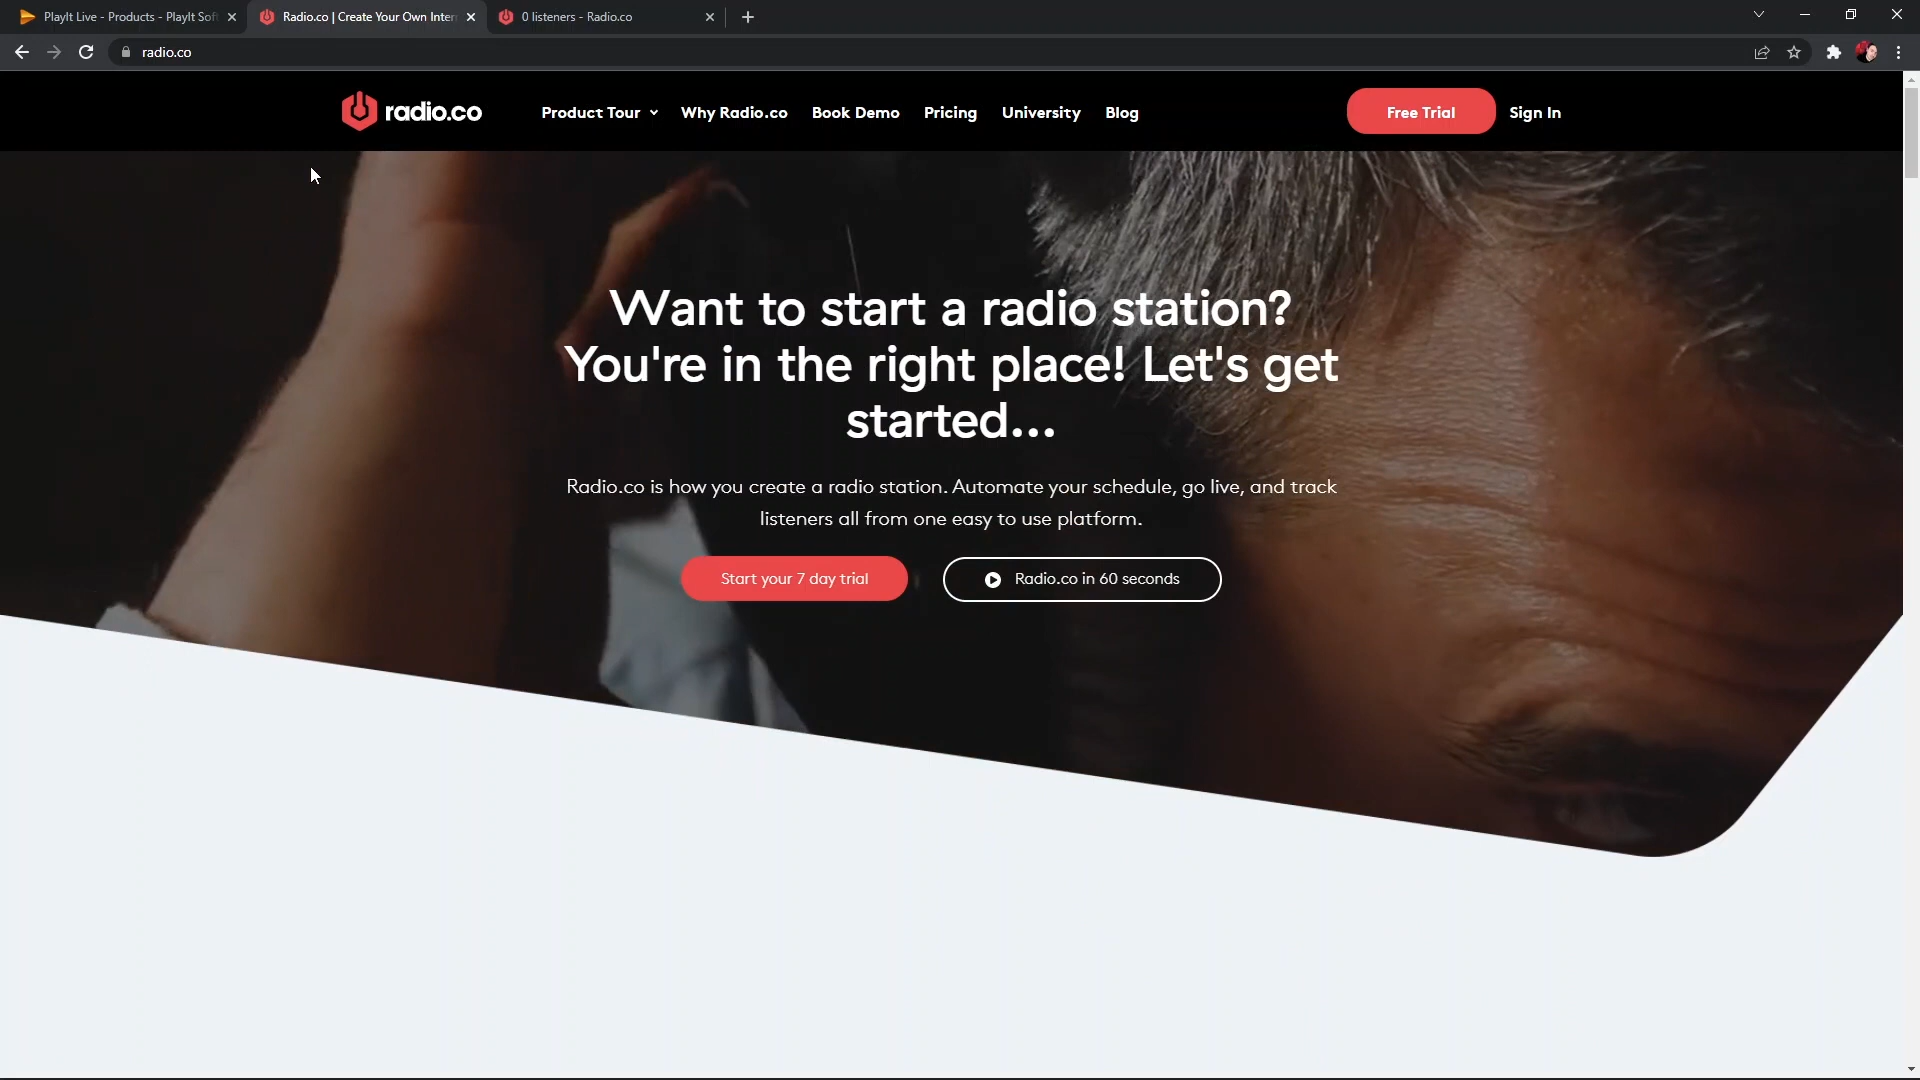 PlayIt Live - Products - PlayIt Soft
Radio.co | Create Your Own Inter
0 listeners - Radio.co
radio.co
radio.co
Product Tour
Why Radio.co
Book Demo
Pricing
University
Blog
Free Trial
Sign In
Want to start a radio station?
You're in the right place! Let's get
started...
Radio.co is how you create a radio station. Automate your schedule, go live, and track
listeners all from one easy to use platform.
Start your 7 day trial
Radio.co in 60 seconds